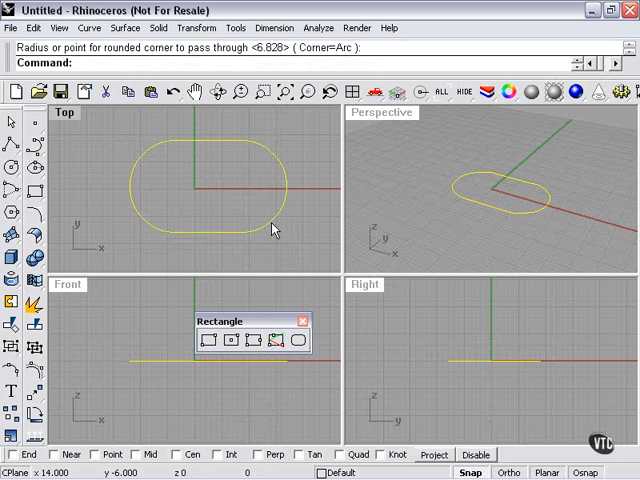 Untitled - Rhinoceros (Not For Resale)
File Edit View Curve Surface Solid Transform Tools Dimension Analyze Render Help
Radius or point for rounded corner to pass through <6.828> ( Corner=Arc ):
Command:
ALL HIDE
Top
Perspective
y
x
z
y
x
Front
Right
Rectangle
z
x
z
y
T
VTC
End Near Point Mid Cen Int Perp Tan Quad Knot Project Disable
CPlane x 14.000 y -6.000 z 0 0 Default Snap Ortho Planar Osnap